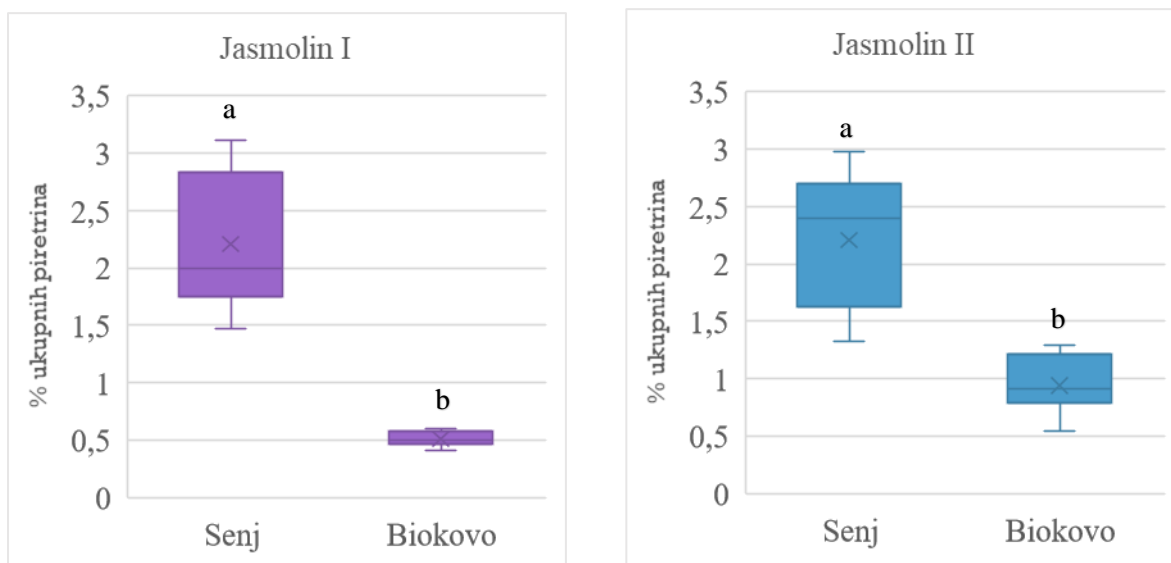 Jasmolin I
% ukupnih piretrina
3,5
3
2,5
2
1,5
1
0,5
0
a
b
Senj
Biokovo
Jasmolin II
% ukupnih piretrina
3,5
3
2,5
2
1,5
1
0,5
0
a
b
Senj
Biokovo